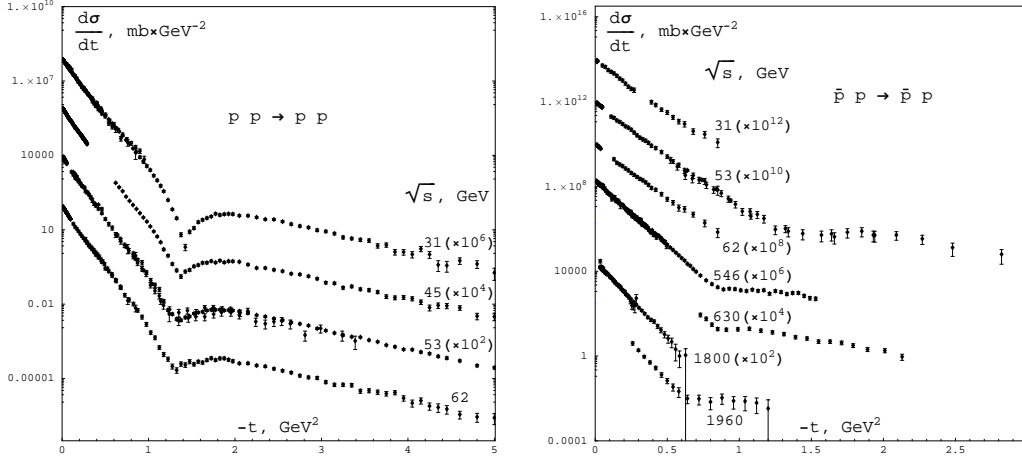 1.×10^10
dσ/dt, mb×GeV^-2
1.×10^7
p p → p p
10000
√s, GeV
10
31(×10^6)
45(×10^4)
0.01
53(×10^2)
0.00001
62
-t, GeV^2
0 1 2 3 4 5
1.×10^16
dσ/dt, mb×GeV^-2
√s, GeV
p̄ p → p̄ p
1.×10^12
31(×10^12)
53(×10^10)
1.×10^8
62(×10^8)
546(×10^6)
10000
630(×10^4)
1800(×10^2)
1
1960
-t, GeV^2
0.0001
0 0.5 1 1.5 2 2.5